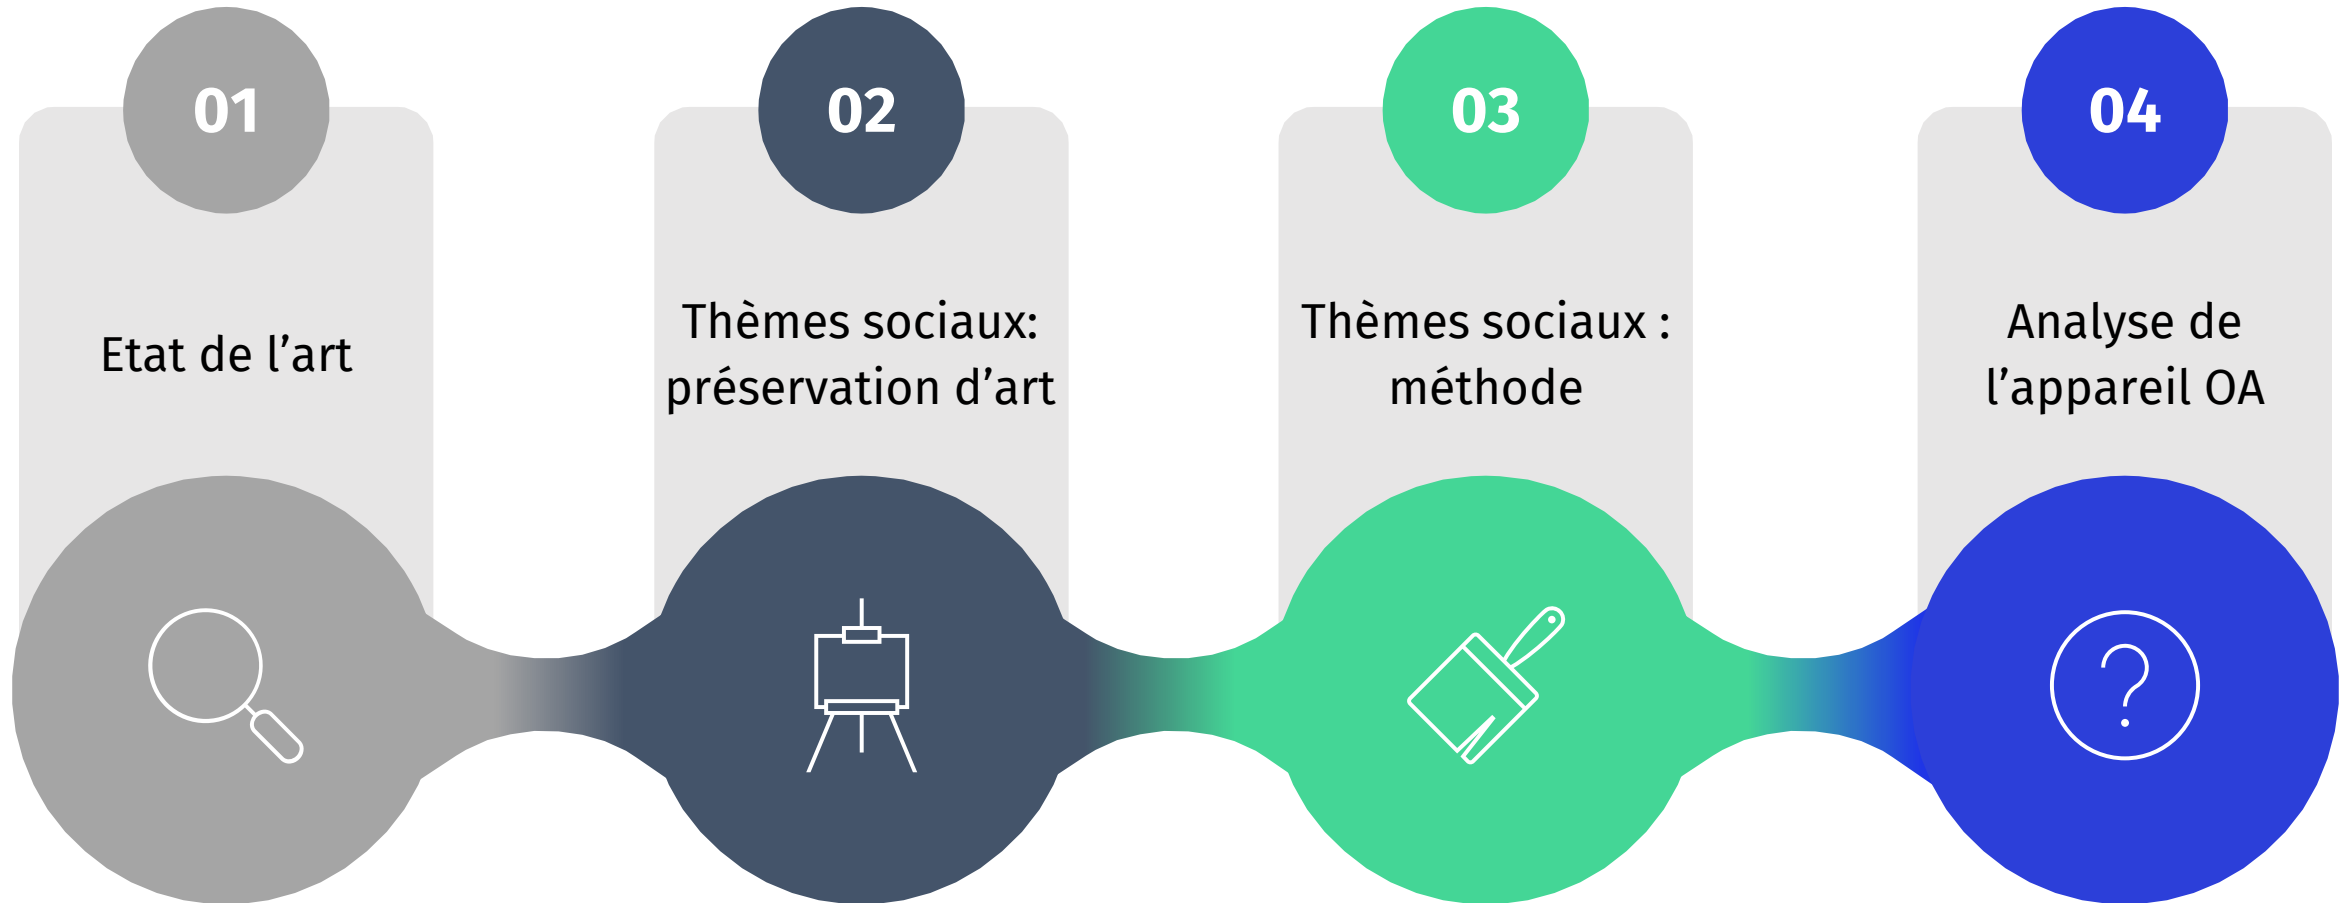 01
Etat de l’art
02
Thèmes sociaux:
préservation d’art
03
Thèmes sociaux :
méthode
04
Analyse de
l’appareil OA
?